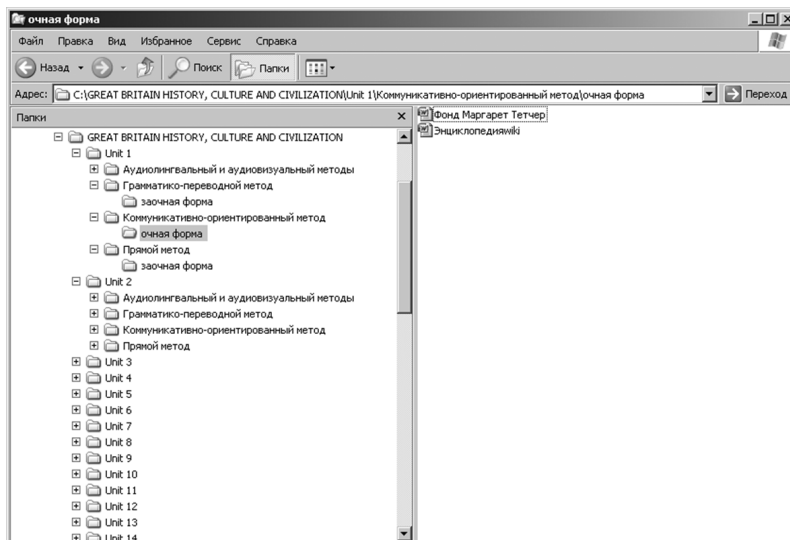 очная форма
Файл Правка Вид Избранное Сервис Справка
Назад Поиск Папки
Адрес: C:\GREAT BRITAIN HISTORY, CULTURE AND CIVILIZATION\Unit 1\Коммуникативно-ориентированный метод\очная форма Переход
Папки
GREAT BRITAIN HISTORY, CULTURE AND CIVILIZATION
Unit 1
Аудиолингвальный и аудиовизуальный методы
Грамматико-переводной метод
заочная форма
Коммуникативно-ориентированный метод
очная форма
Прямой метод
заочная форма
Unit 2
Аудиолингвальный и аудиовизуальный методы
Грамматико-переводной метод
Коммуникативно-ориентированный метод
Прямой метод
Unit 3
Unit 4
Unit 5
Unit 6
Unit 7
Unit 8
Unit 9
Unit 10
Unit 11
Unit 12
Unit 13
Unit 14
Фонд Маргарет Тетчер
Энциклопедияwiki